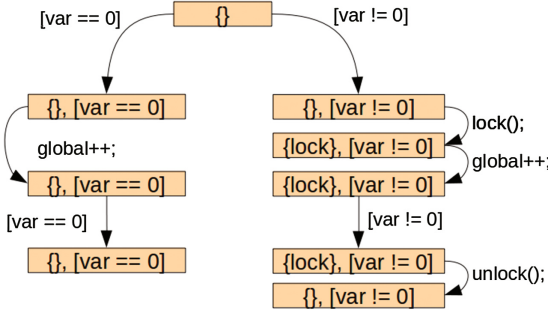 [var == 0]
{}
[var != 0]
{}, [var == 0]
{}, [var != 0]
lock();
global++;
{lock}, [var != 0]
global++;
{}, [var == 0]
{lock}, [var != 0]
[var == 0]
[var != 0]
{}, [var == 0]
{lock}, [var != 0]
unlock();
{}, [var != 0]